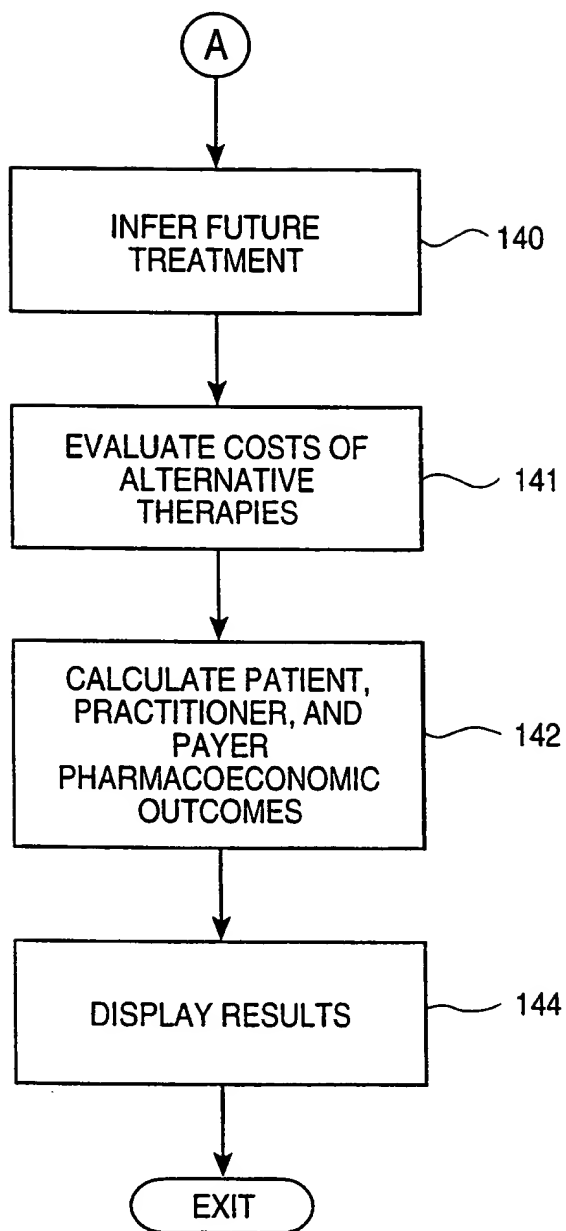 A
INFER FUTURE
TREATMENT
140
EVALUATE COSTS OF
ALTERNATIVE
THERAPIES
141
CALCULATE PATIENT,
PRACTITIONER, AND
PAYER
PHARMACOECONOMIC
OUTCOMES
142
DISPLAY RESULTS
144
EXIT